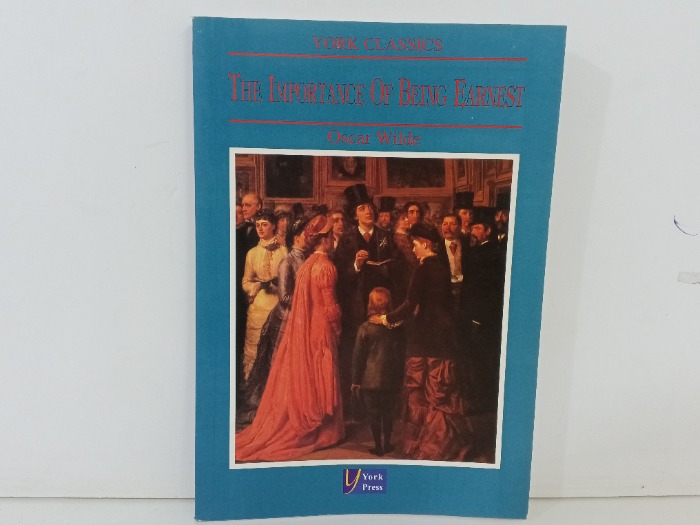 YORK CLASSICS
THE IMPORTANCE OF BEING EARNEST
Oscar Wilde
York
Press